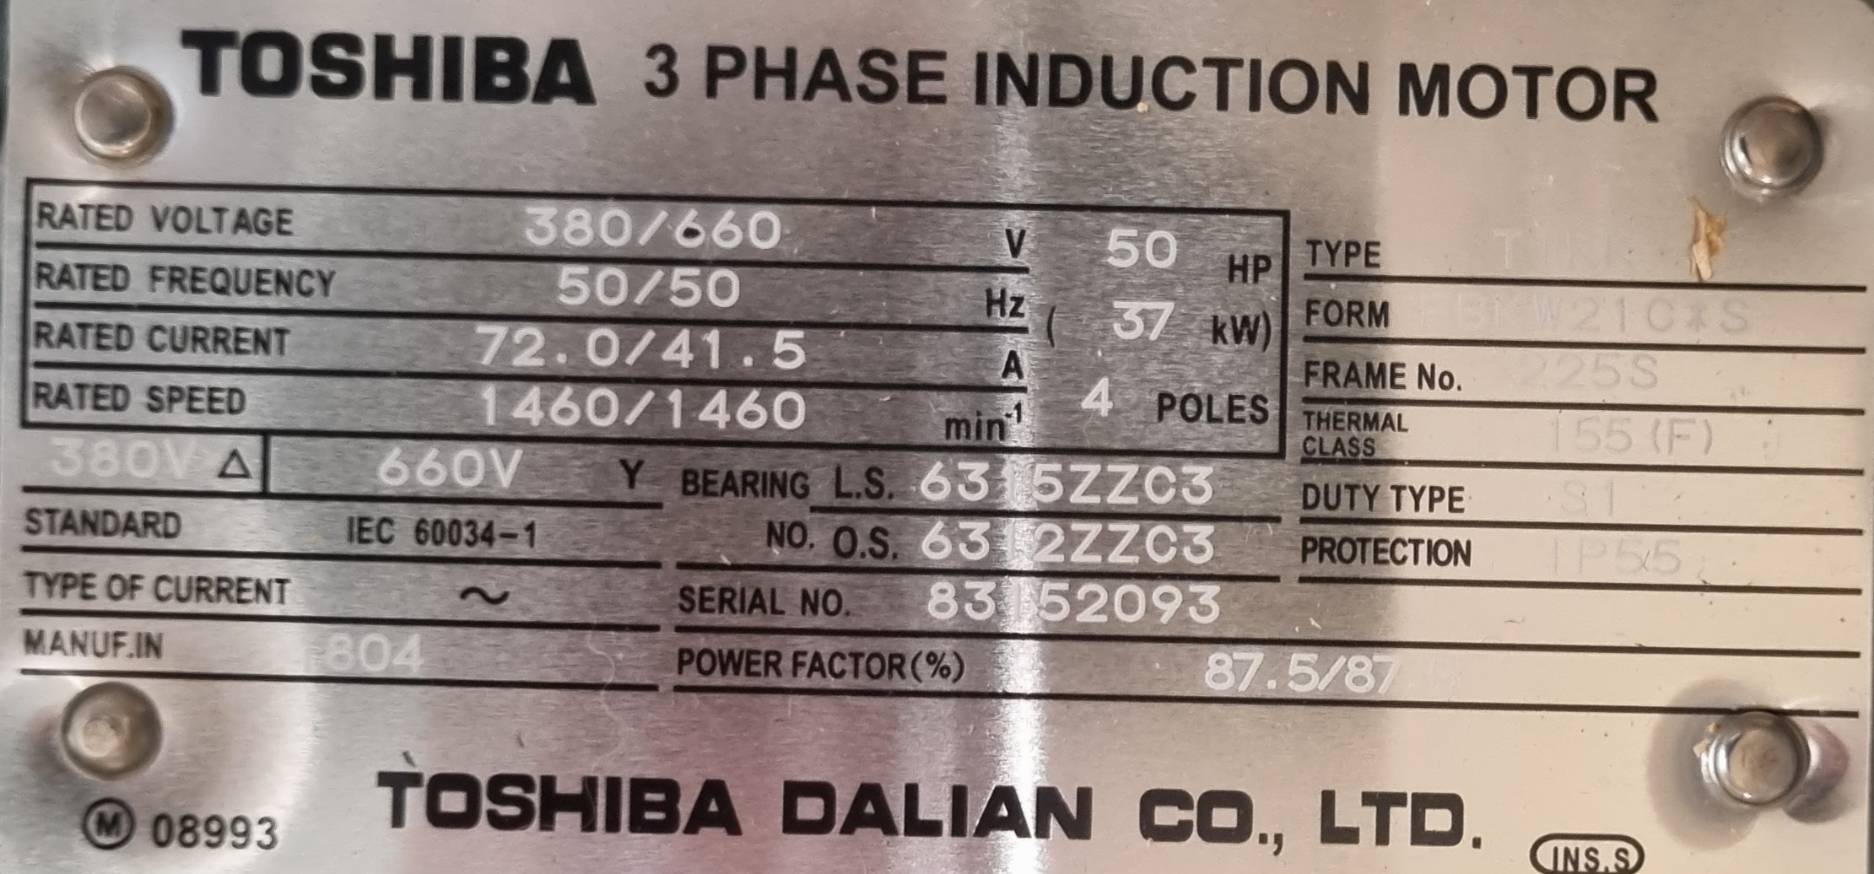 TOSHIBA 3 PHASE INDUCTION MOTOR
RATED VOLTAGE 380/660 V
RATED FREQUENCY 50/50 Hz
RATED CURRENT 72.0/41.5 A
RATED SPEED 1460/1460 min-1
50 HP
( 37 kW)
4 POLES
TYPE
FORM W21C*S
FRAME No. 225S
THERMAL CLASS 155(F)
DUTY TYPE S1
PROTECTION IP55
380V △ 660V Y
BEARING NO. L.S. 6315ZZC3
O.S. 6312ZZC3
STANDARD IEC 60034-1
TYPE OF CURRENT ~
SERIAL NO. 83152093
MANUF.IN 804
POWER FACTOR(%) 87.5/87
TOSHIBA DALIAN CO., LTD.
M 08993
INS.S